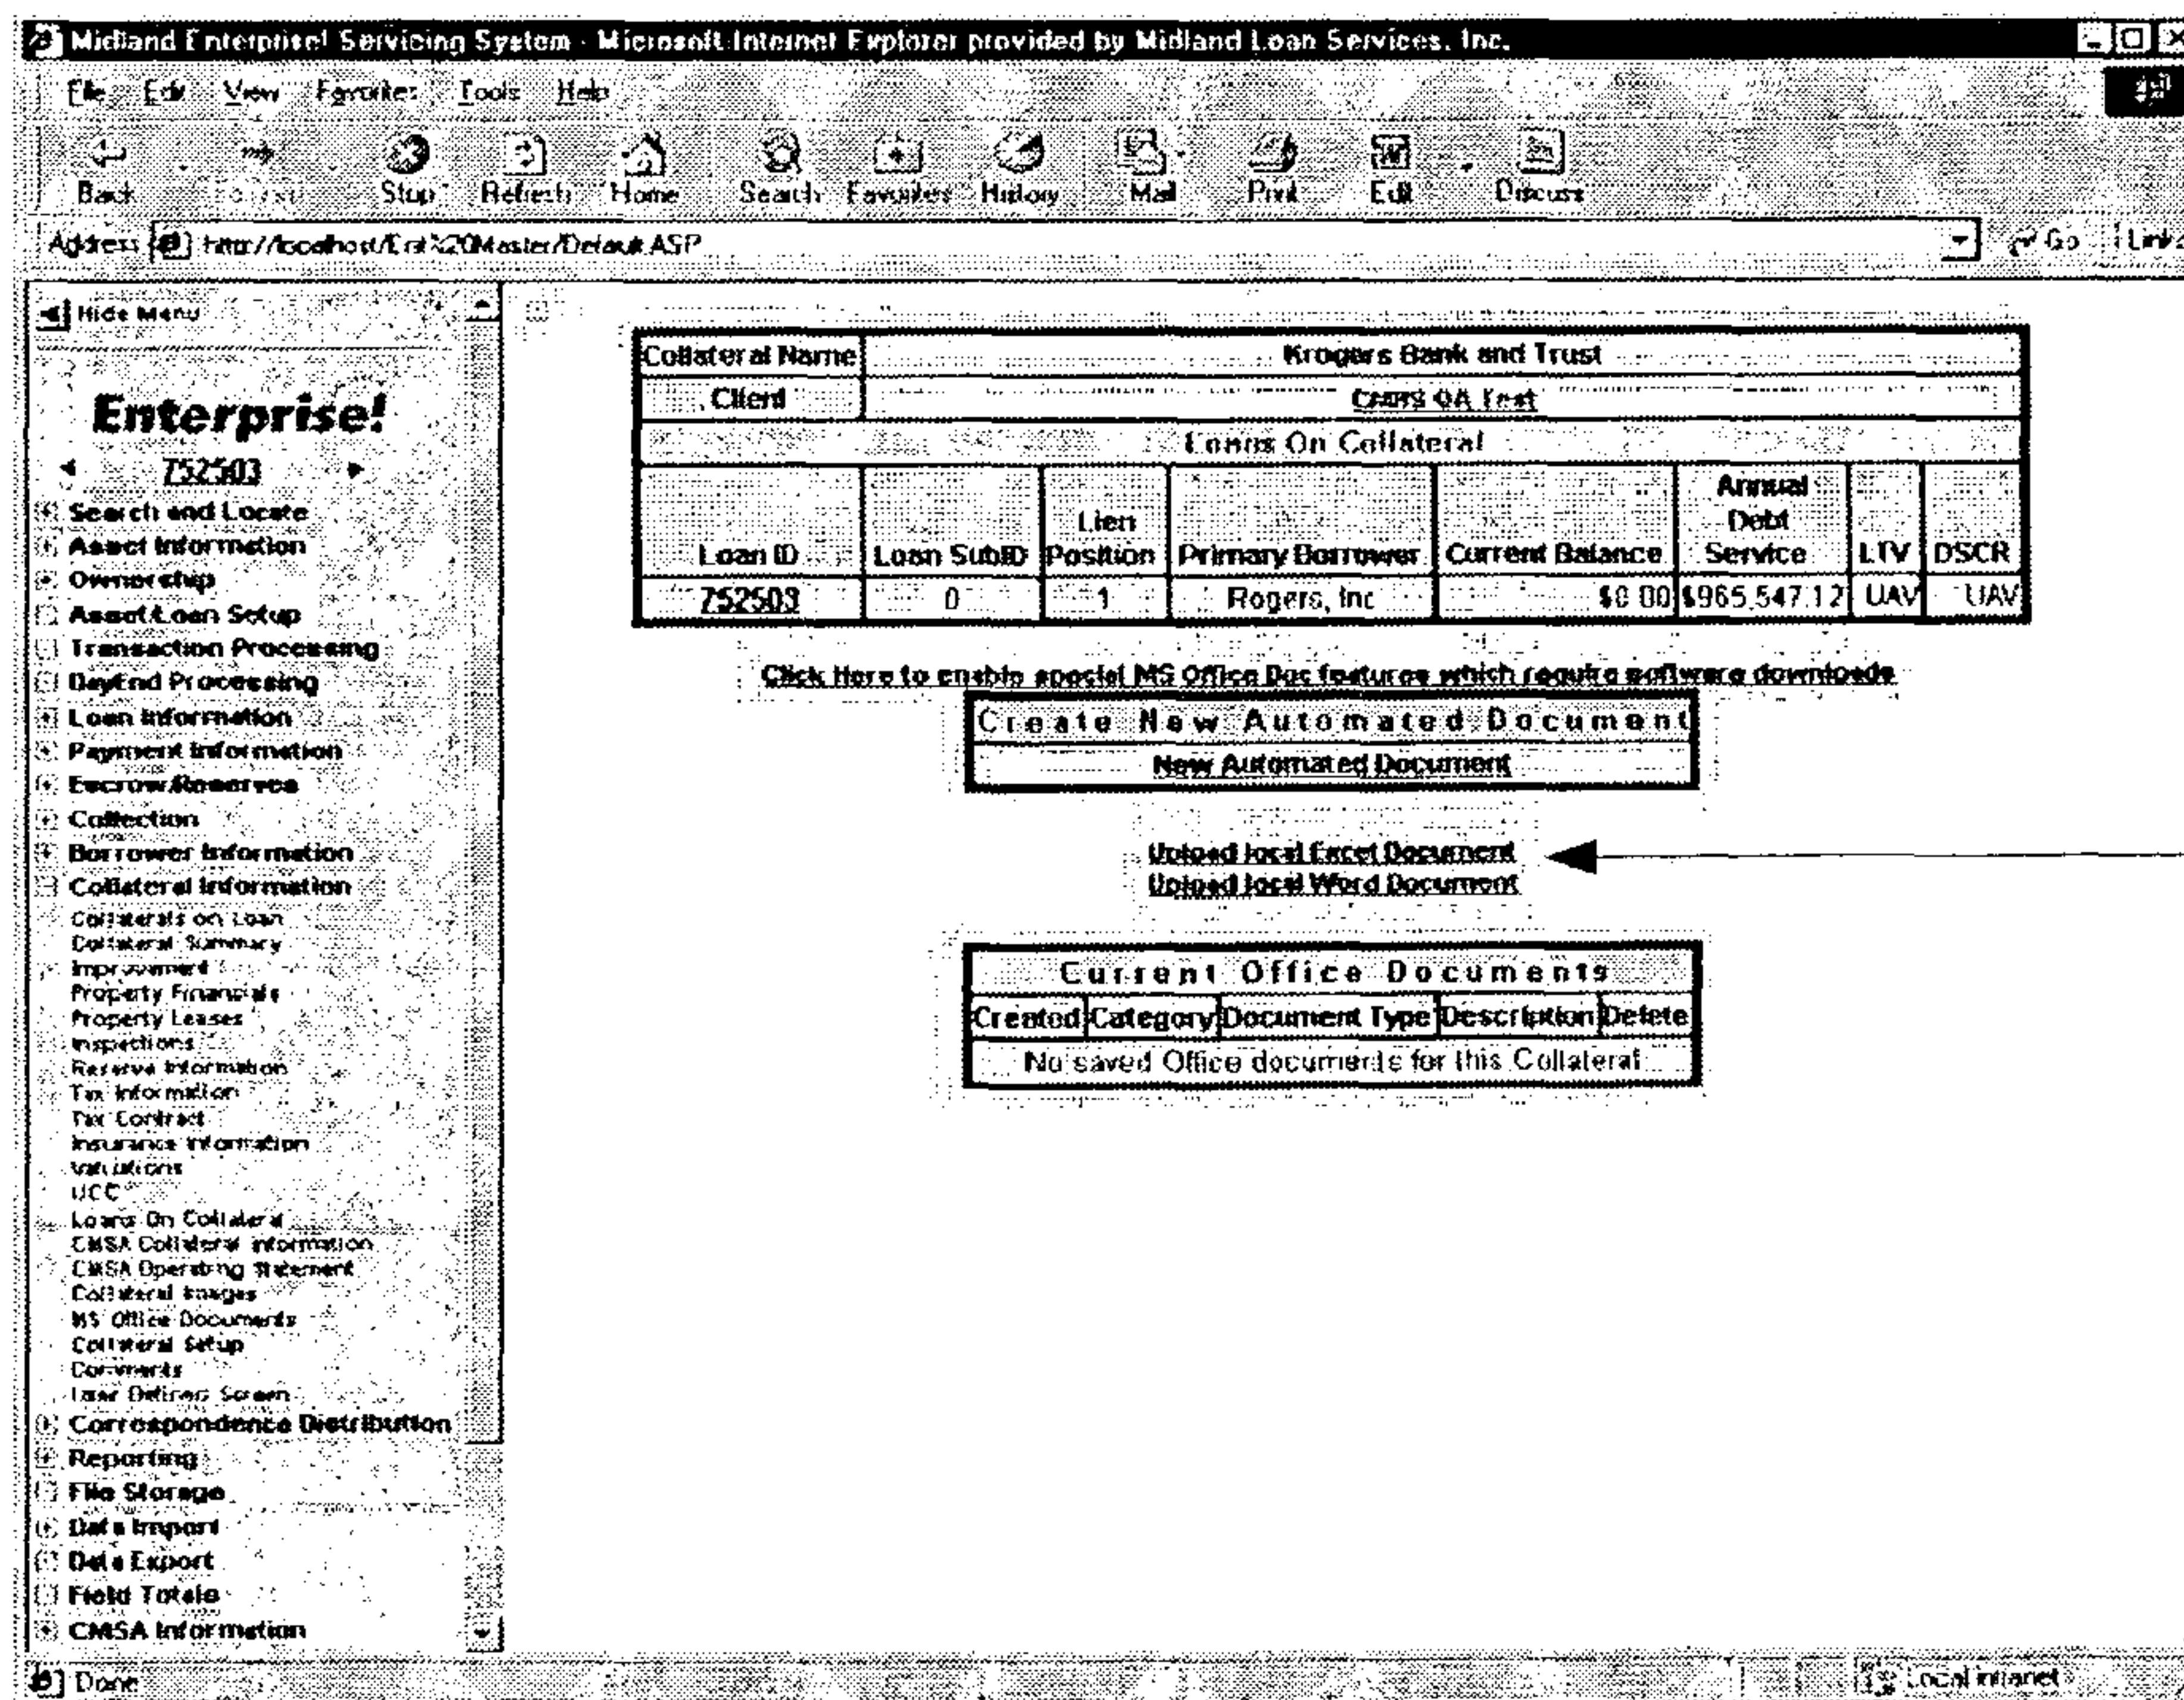 Midland Enterprise! Servicing System - Microsoft Internet Explorer provided by Midland Loan Services, Inc.
File Edit View Favorites Tools Help
Back Forward Stop Refresh Home Search Favorites History Mail Print Edit Discuss
Address http://localhost/ Go Links
Hide Menu
Enterprise!
752503
Search and Locate
Asset Information
Ownership
Asset/Loan Setup
Transaction Processing
DayEnd Processing
Loan Information
Payment Information
Escrow/Reserves
Collection
Borrower Information
Collateral Information
Collaterals on Loan
Collateral Summary
Improvement
Property Financials
Property Leases
Inspections
Reserve Information
Tax Information
Tax Contract
Insurance Information
Valuations
UCC
Loans On Collateral
CMSA Collateral Information
CMSA Operating Statement
Collateral Images
MS Office Documents
Collateral Setup
Comments
User Defined Screen
Correspondence Distribution
Reporting
File Storage
Data Import
Data Export
Field Totals
CMSA Information
Collateral Name Krogers Bank and Trust
Client CMBS QA Test
Loans On Collateral
Loan ID Loan SubID Lien Position Primary Borrower Current Balance Annual Debt Service LTV DSCR
752503 0 1 Rogers, Inc $0.00 $965,547.12 UAV UAV
Click Here to enable special MS Office Doc features which require software downloads
Create New Automated Document
New Automated Document
Upload local Excel Document
Upload local Word Document
Current Office Documents
Created Category Document Type Description Delete
No saved Office documents for this Collateral
Done Local intranet